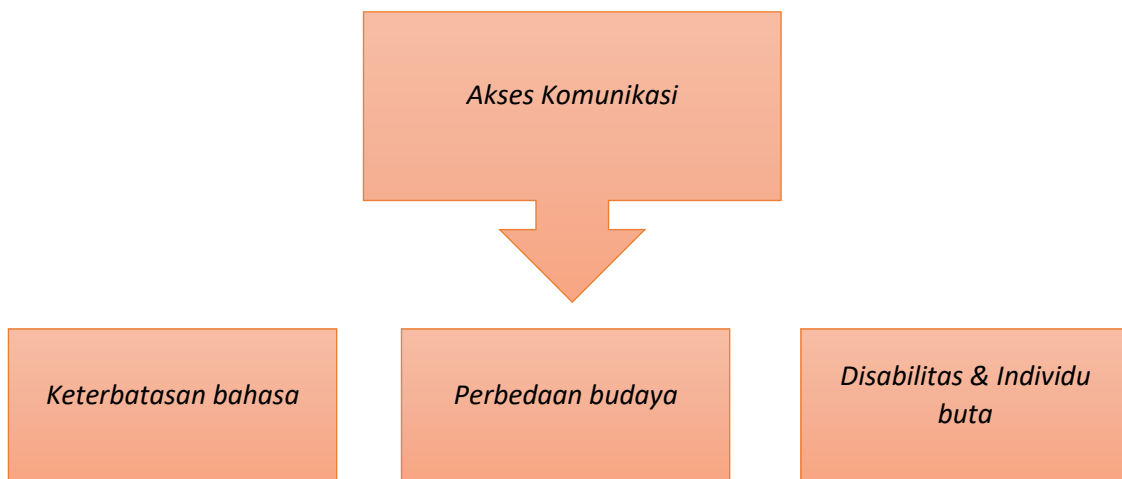 Akses Komunikasi
Keterbatasan bahasa
Perbedaan budaya
Disabilitas & Individu
buta